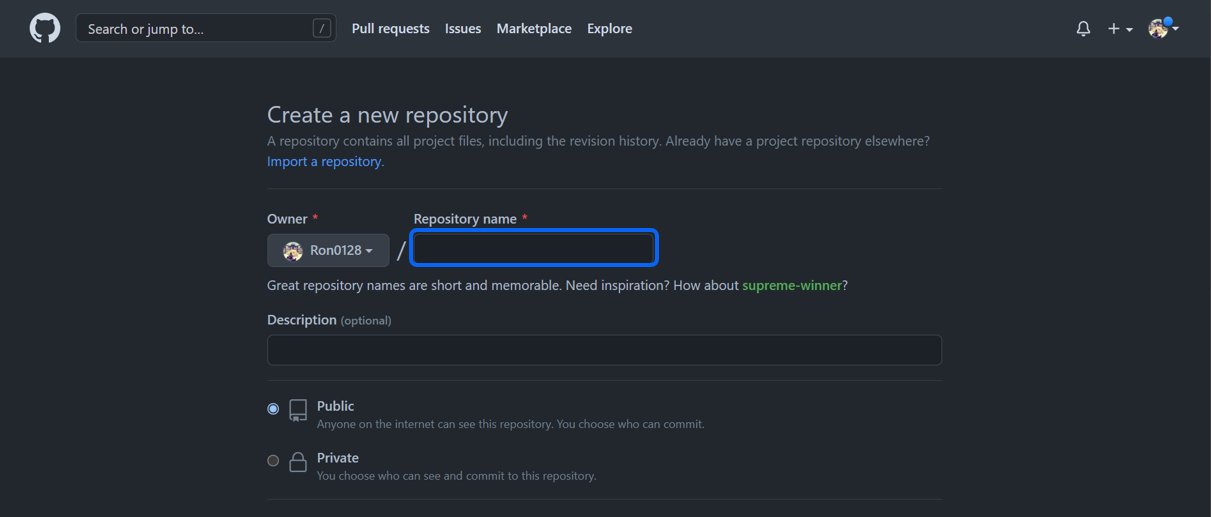 Search or jump to... / Pull requests Issues Marketplace Explore
Create a new repository
A repository contains all project files, including the revision history. Already have a project repository elsewhere?
Import a repository.
Owner * Repository name *
Ron0128 /
Great repository names are short and memorable. Need inspiration? How about supreme-winner?
Description (optional)
Public
Anyone on the internet can see this repository. You choose who can commit.
Private
You choose who can see and commit to this repository.